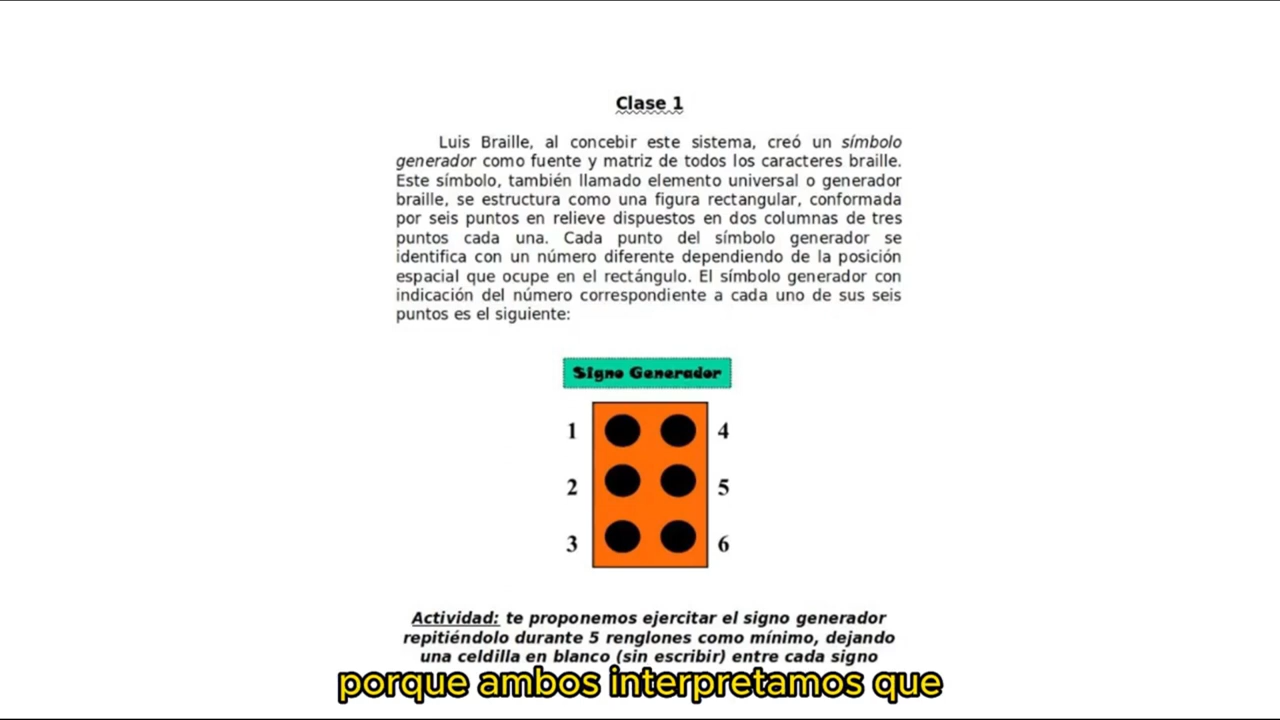 Clase 1
Luis Braille, al concebir este sistema, creó un símbolo
generador como fuente y matriz de todos los caracteres braille.
Este símbolo, también llamado elemento universal o generador
braille, se estructura como una figura rectangular, conformada
por seis puntos en relieve dispuestos en dos columnas de tres
puntos cada una. Cada punto del símbolo generador se
identifica con un número diferente dependiendo de la posición
espacial que ocupe en el rectángulo. El símbolo generador con
indicación del número correspondiente a cada uno de sus seis
puntos es el siguiente:
Signo Generador
1 4
2 5
3 6
Actividad: te proponemos ejercitar el signo generador
repitiéndolo durante 5 renglones como mínimo, dejando
una celdilla en blanco (sin escribir) entre cada signo
porque ambos interpretamos que